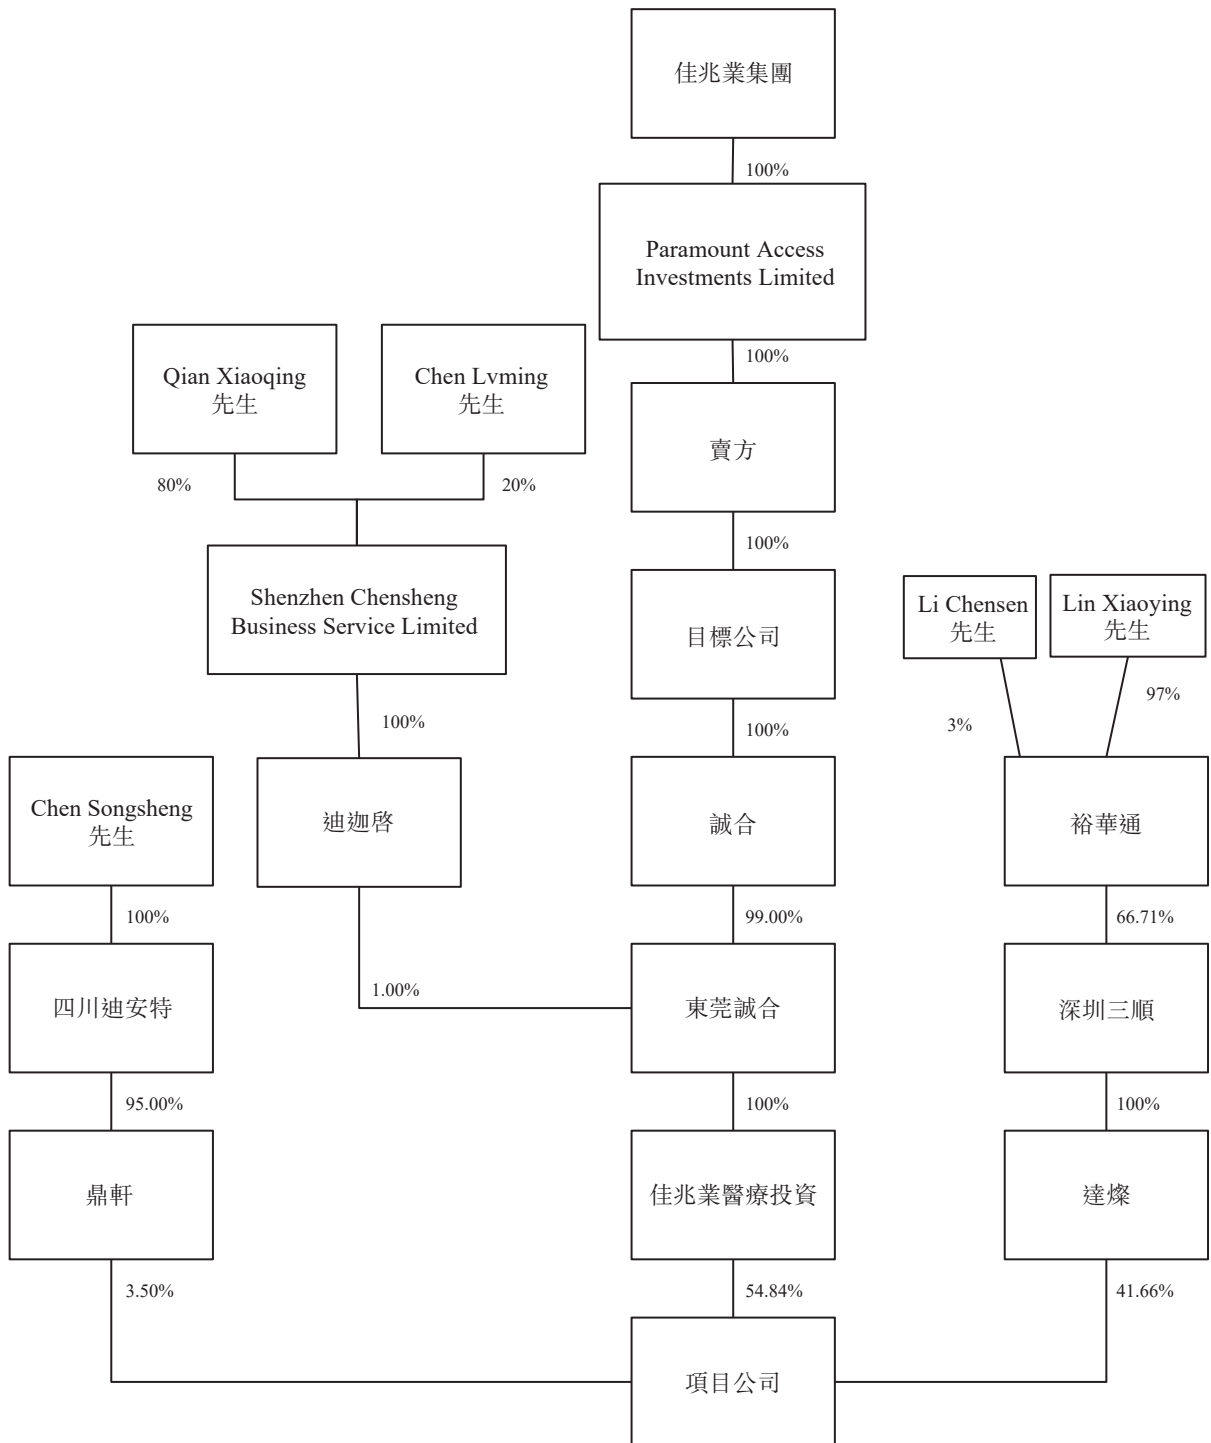 佳兆業集團
100%
Paramount Access
Investments Limited
100%
Qian Xiaoqing
先生
Chen Lvming
先生
賣方
80%
20%
100%
Shenzhen Chensheng
Business Service Limited
目標公司
Li Chensen
先生
Lin Xiaoying
先生
100%
100%
3%
97%
Chen Songsheng
先生
迪迦啓
誠合
裕華通
100%
99.00%
66.71%
四川迪安特
1.00%
東莞誠合
深圳三順
95.00%
100%
100%
鼎軒
佳兆業醫療投資
達燦
3.50%
54.84%
41.66%
項目公司